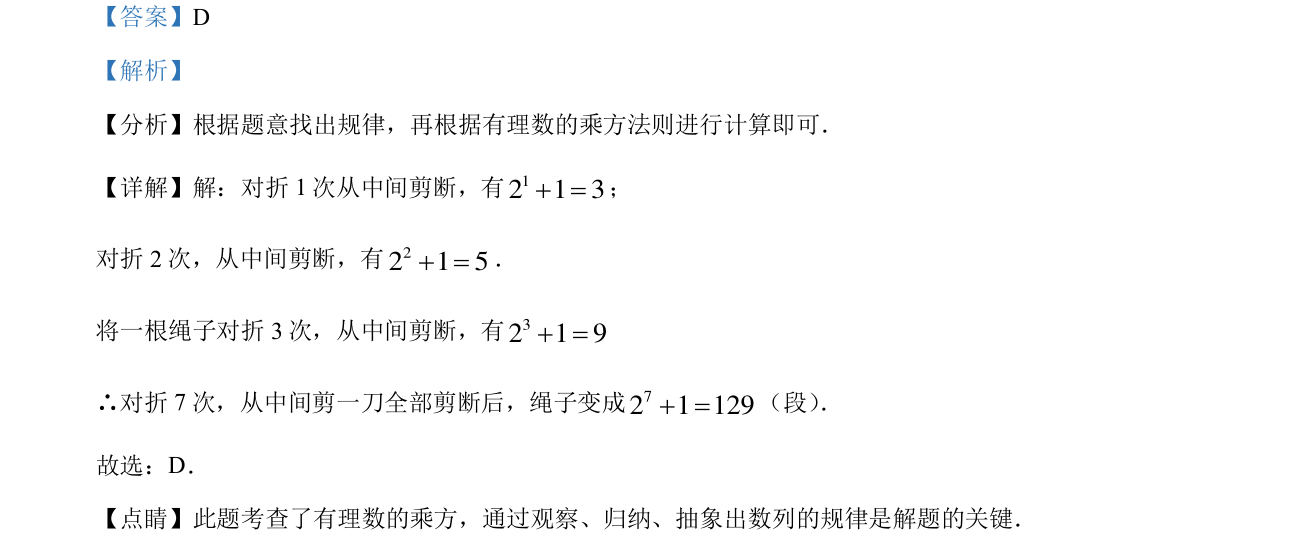 【答案】D
【解析】
【分析】根据题意找出规律，再根据有理数的乘方法则进行计算即可．
【详解】解：对折 1 次从中间剪断，有 2¹ +1=3；
对折 2 次，从中间剪断，有 2² +1=5．
将一根绳子对折 3 次，从中间剪断，有 2³ +1=9
∴对折 7 次，从中间剪一刀全部剪断后，绳子变成 2⁷ +1=129（段）．
故选：D．
【点睛】此题考查了有理数的乘方，通过观察、归纳、抽象出数列的规律是解题的关键．